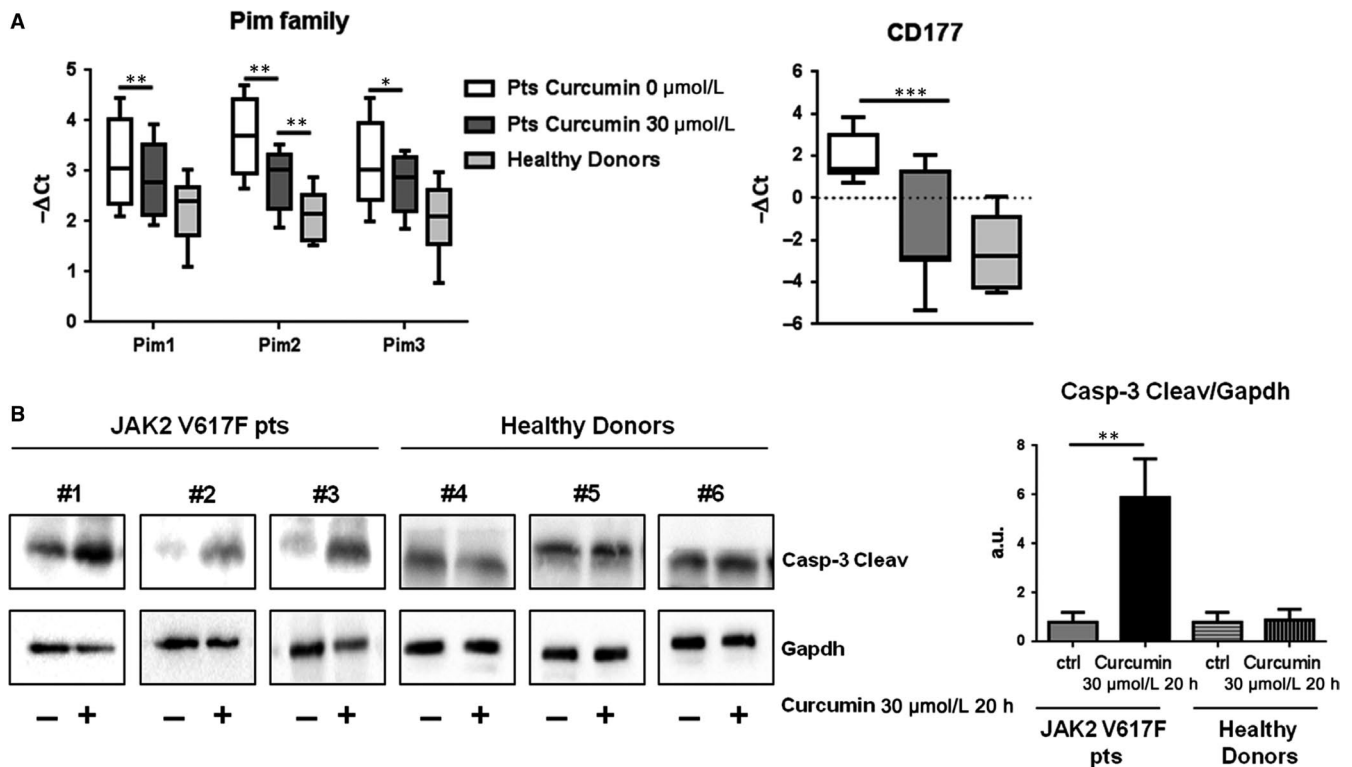 A
Pim family
5
4
3
2
1
0
–ΔCt
** ** ** *
Pim1 Pim2 Pim3
Pts Curcumin 0 μmol/L
Pts Curcumin 30 μmol/L
Healthy Donors
CD177
6
4
2
0
–2
–4
–6
–ΔCt
***
B
JAK2 V617F pts Healthy Donors
#1 #2 #3 #4 #5 #6
Casp-3 Cleav
Gapdh
– + – + – + – + – + – +
Curcumin 30 μmol/L 20 h
Casp-3 Cleav/Gapdh
8
6
4
2
0
a.u.
**
ctrl Curcumin ctrl Curcumin
30 μmol/L 20 h 30 μmol/L 20 h
JAK2 V617F Healthy
pts Donors